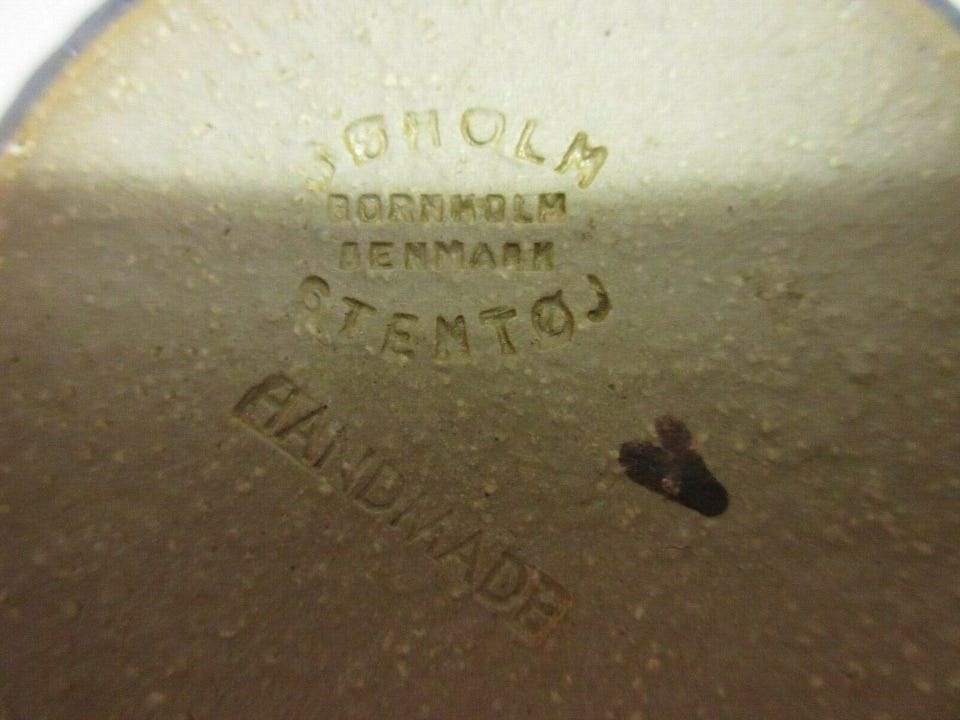 SØHOLM
BORNHOLM
DENMARK
STENTØJ
HANDMADE